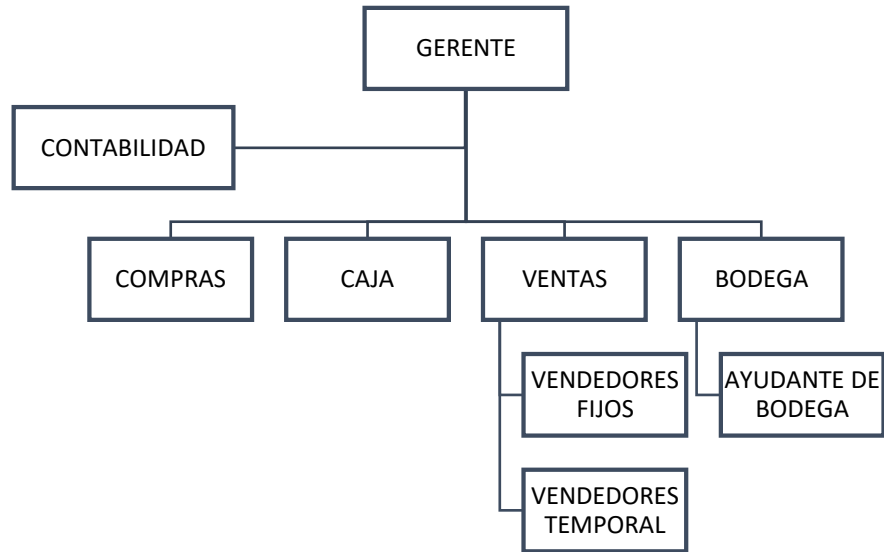 GERENTE
CONTABILIDAD
COMPRAS
CAJA
VENTAS
BODEGA
VENDEDORES
FIJOS
AYUDANTE DE
BODEGA
VENDEDORES
TEMPORAL